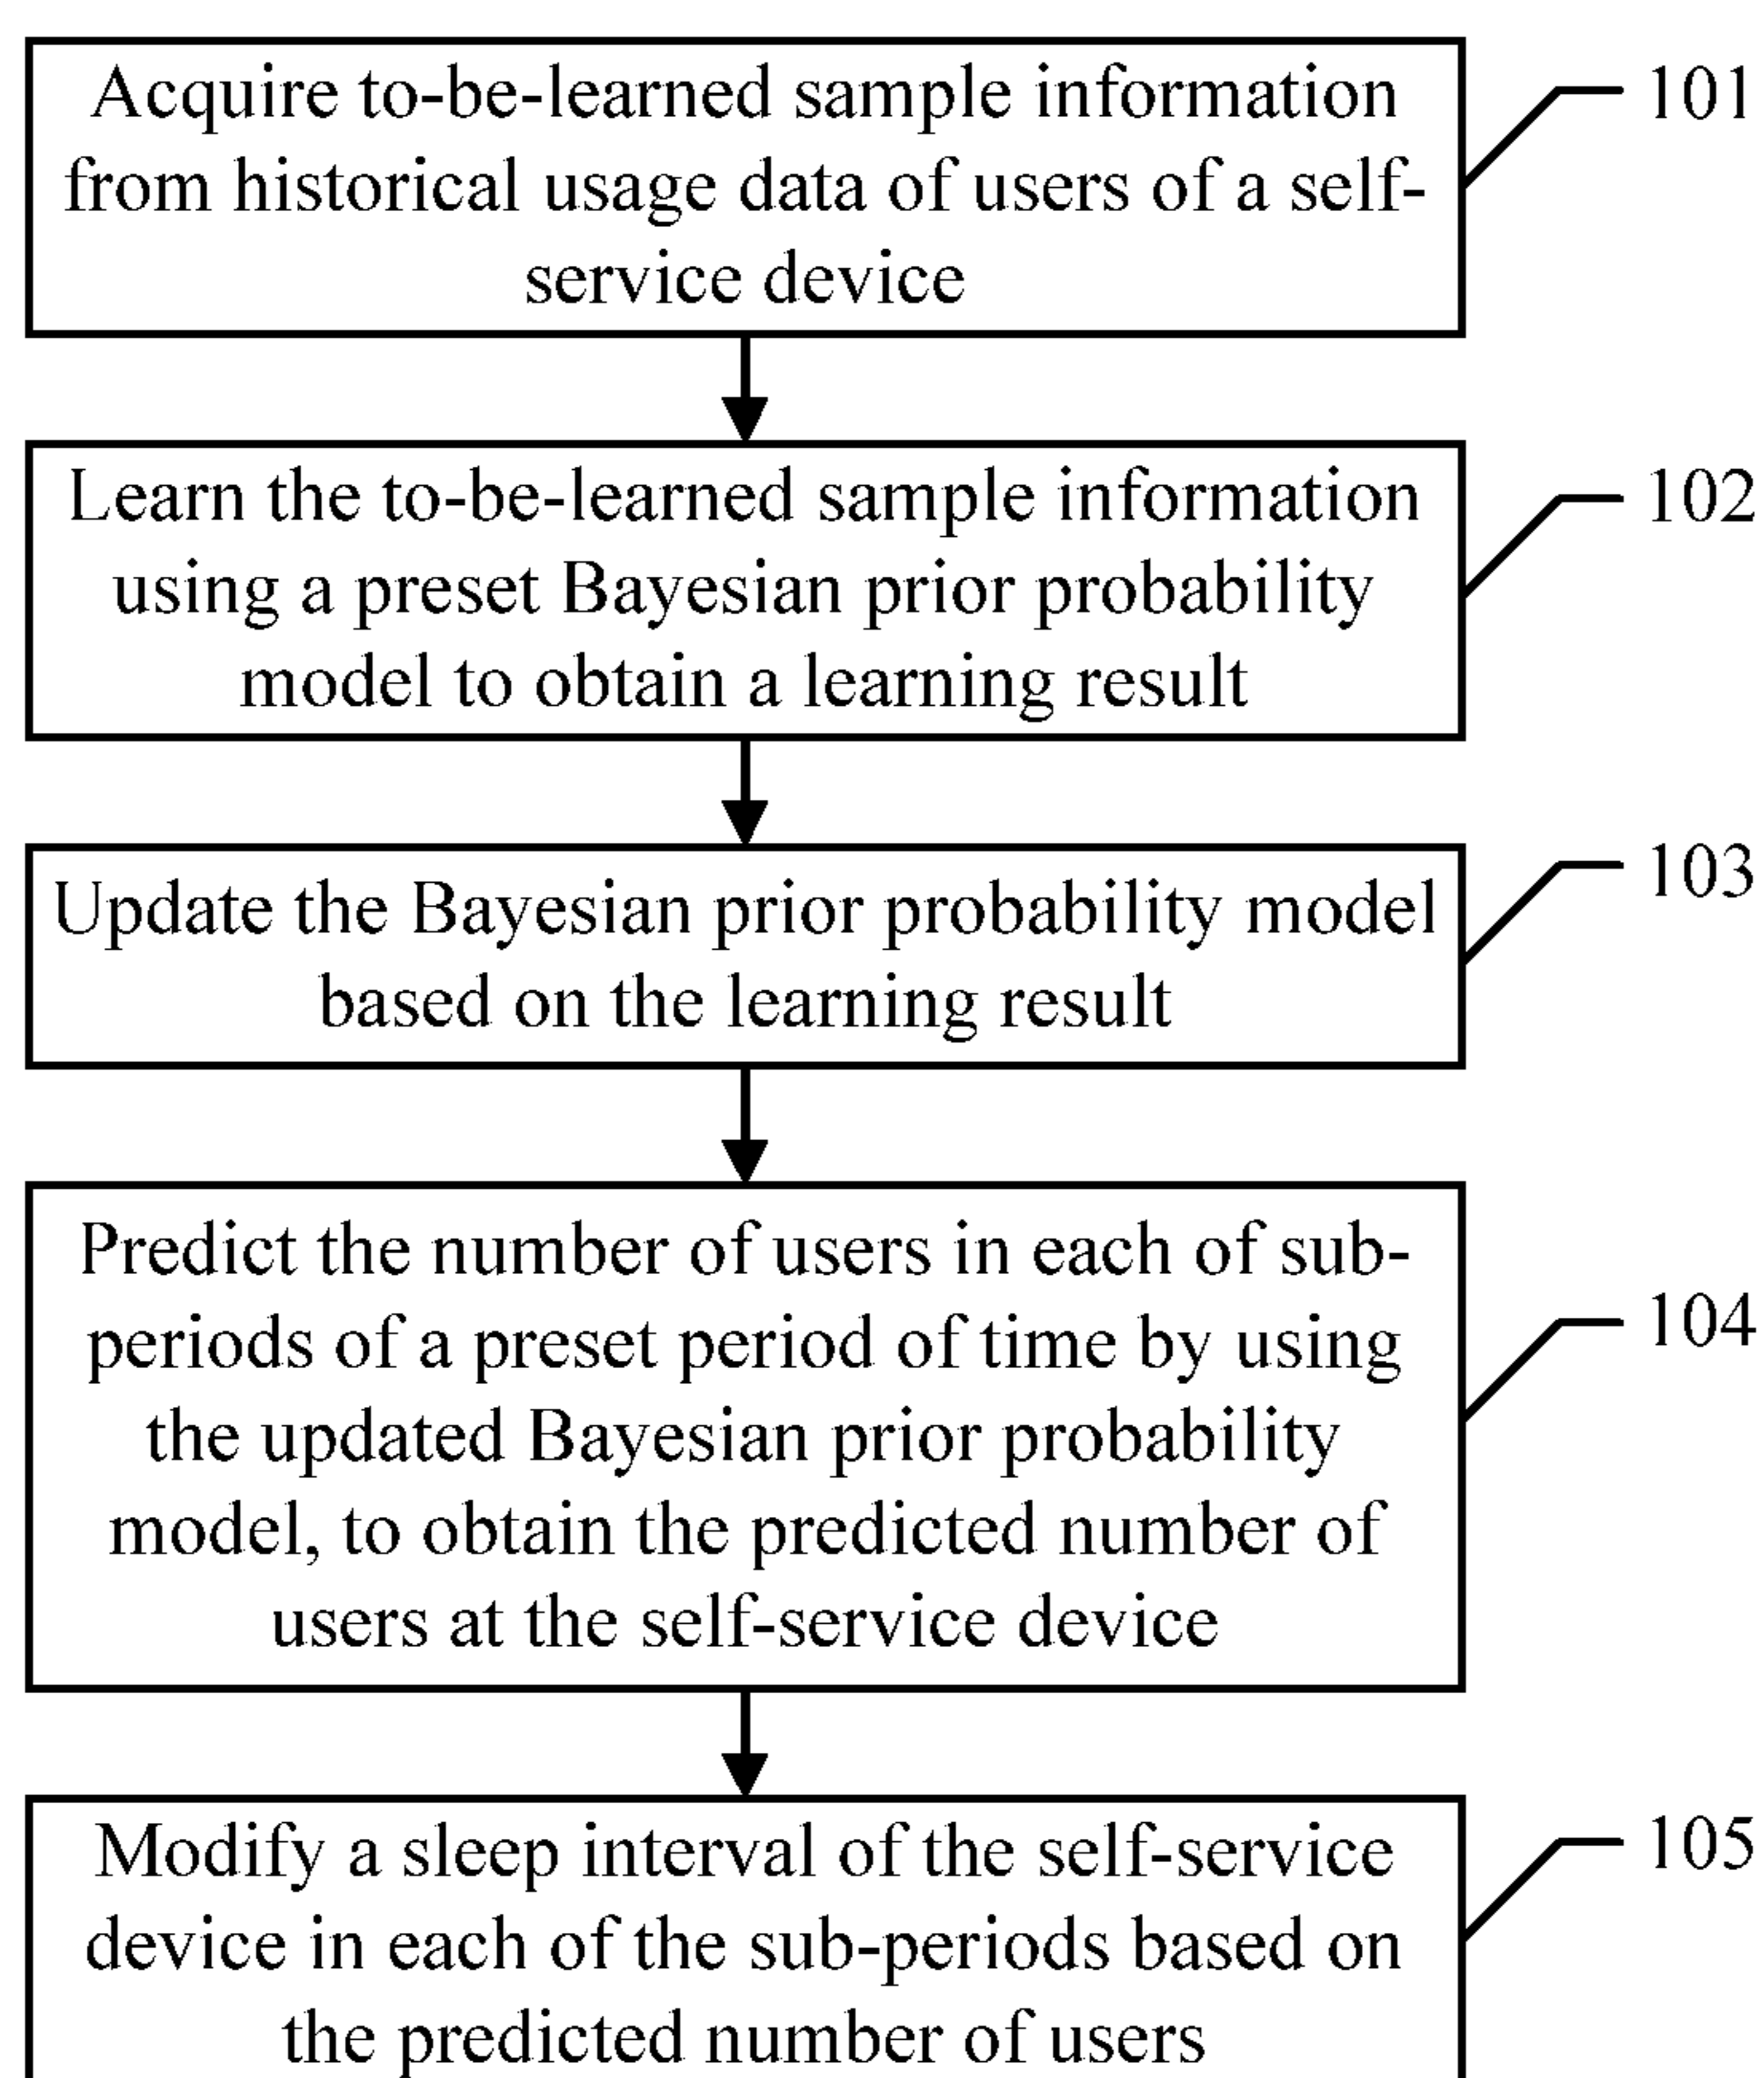 Acquire to-be-learned sample information
from historical usage data of users of a self-
service device
101
Learn the to-be-learned sample information
using a preset Bayesian prior probability
model to obtain a learning result
102
Update the Bayesian prior probability model
based on the learning result
103
Predict the number of users in each of sub-
periods of a preset period of time by using
the updated Bayesian prior probability
model, to obtain the predicted number of
users at the self-service device
104
Modify a sleep interval of the self-service
device in each of the sub-periods based on
the predicted number of users
105